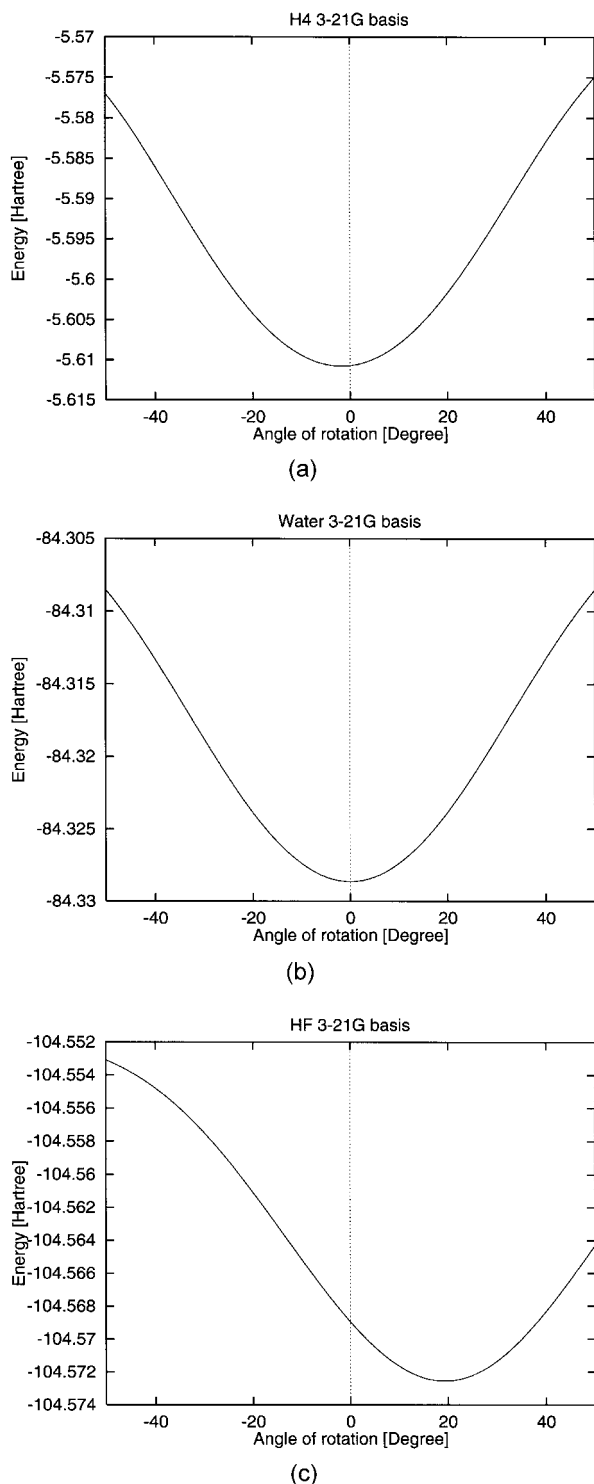 H4 3-21G basis
-5.57
-5.575
-5.58
-5.585
-5.59
-5.595
-5.6
-5.605
-5.61
-5.615
Energy [Hartree]
-40 -20 0 20 40
Angle of rotation [Degree]
(a)
Water 3-21G basis
-84.305
-84.31
-84.315
-84.32
-84.325
-84.33
Energy [Hartree]
-40 -20 0 20 40
Angle of rotation [Degree]
(b)
HF 3-21G basis
-104.552
-104.554
-104.556
-104.558
-104.56
-104.562
-104.564
-104.566
-104.568
-104.57
-104.572
-104.574
Energy [Hartree]
-40 -20 0 20 40
Angle of rotation [Degree]
(c)